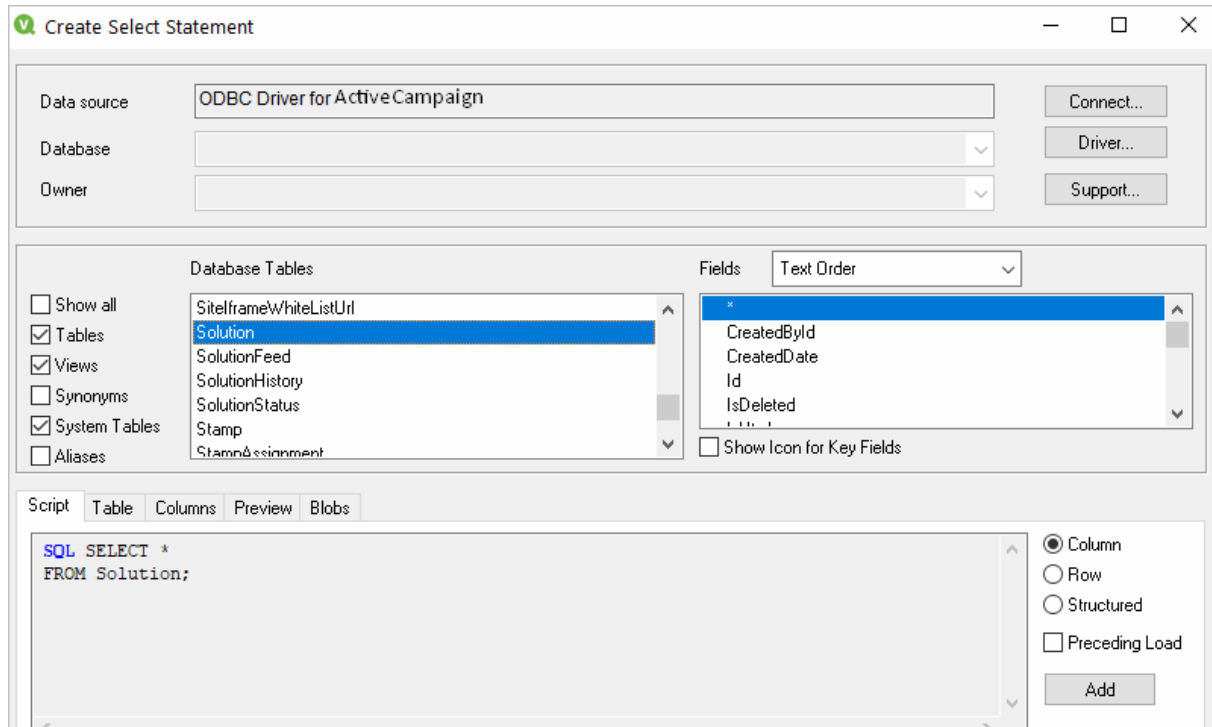 Create Select Statement
Data source
ODBC Driver for ActiveCampaign
Connect...
Database
Driver...
Owner
Support...
Database Tables
Fields
Text Order
Show all
Tables
Views
Synonyms
System Tables
Aliases
SiteIframeWhiteListUrl
Solution
SolutionFeed
SolutionHistory
SolutionStatus
Stamp
StampAssignment
*
CreatedById
CreatedDate
Id
IsDeleted
Show Icon for Key Fields
Script Table Columns Preview Blobs
SQL SELECT *
FROM Solution;
Column
Row
Structured
Preceding Load
Add